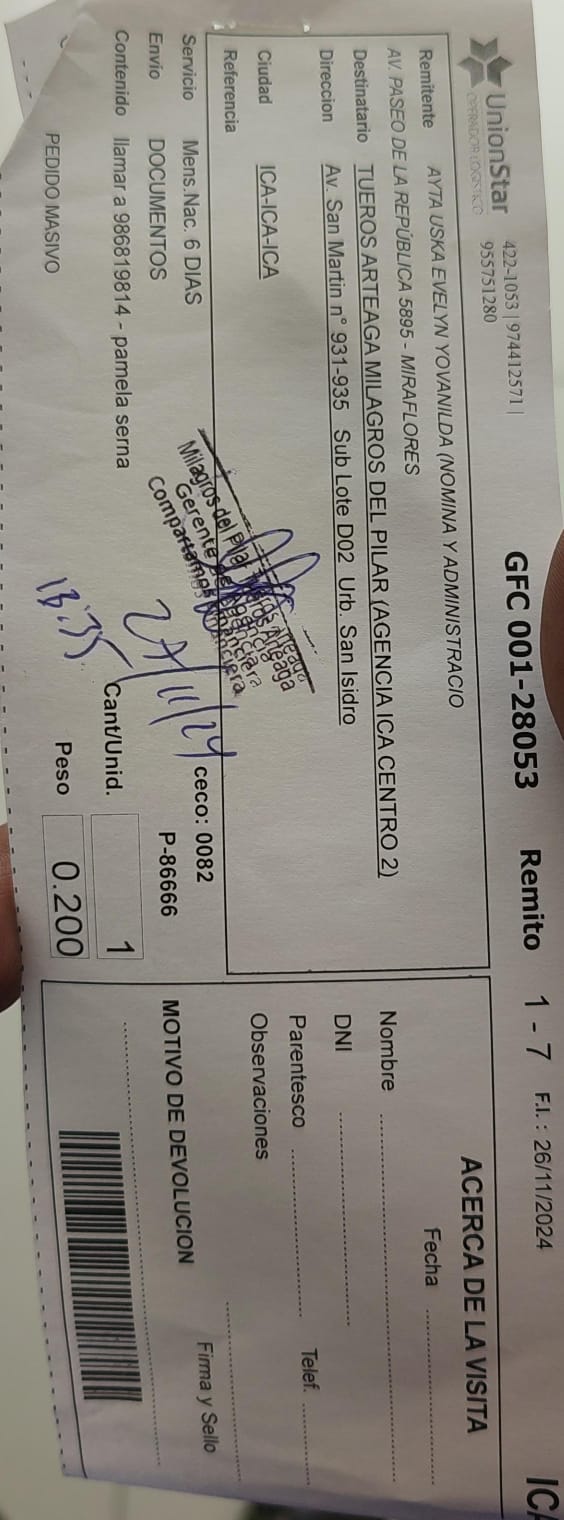 UnionStar
OPERADOR LOGISTICO
422-1053 | 974412571 |
955751280
GFC 001-28053 Remito 1 - 7 F.I. : 26/11/2024
Remitente AYTA USKA EVELYN YOVANILDA (NOMINA Y ADMINISTRACIO
AV. PASEO DE LA REPÚBLICA 5895 - MIRAFLORES
Destinatario TUEROS ARTEAGA MILAGROS DEL PILAR (AGENCIA ICA CENTRO 2)
Direccion Av. San Martin n° 931-935 Sub Lote D02 Urb. San Isidro
Ciudad ICA-ICA-ICA
Referencia
Servicio Mens.Nac. 6 DIAS
ceco: 0082
Envio DOCUMENTOS
P-86666
Contenido llamar a 986819814 - pamela serna
Cant/Unid. 1
PEDIDO MASIVO
Peso 0.200
Milagros del Pilar Arteaga
Gerente de Agencia
Compartamos Financiera
27/11/24
13:35
ACERCA DE LA VISITA
Fecha
Nombre
DNI
Parentesco Telef.
Observaciones
Firma y Sello
MOTIVO DE DEVOLUCION